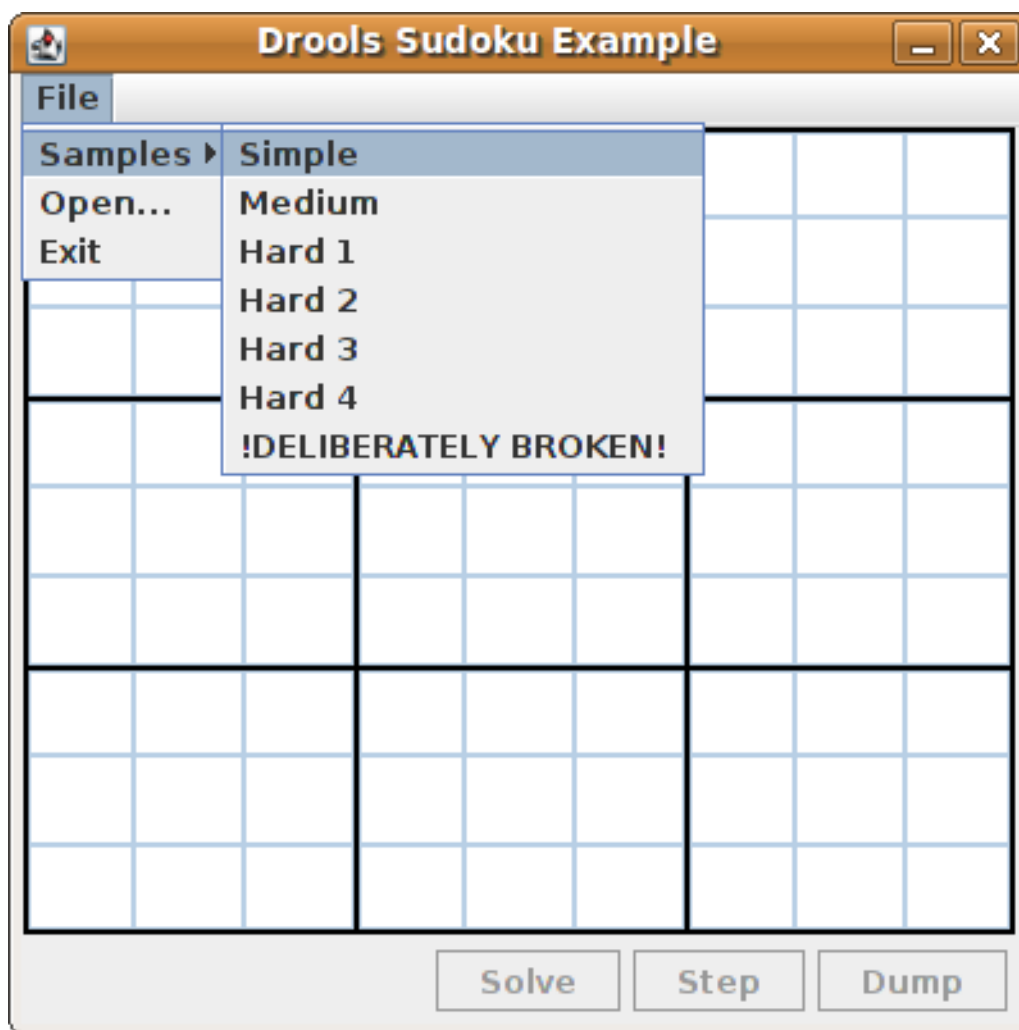 Drools Sudoku Example
File
Samples
Open...
Exit
Simple
Medium
Hard 1
Hard 2
Hard 3
Hard 4
!DELIBERATELY BROKEN!
Solve
Step
Dump